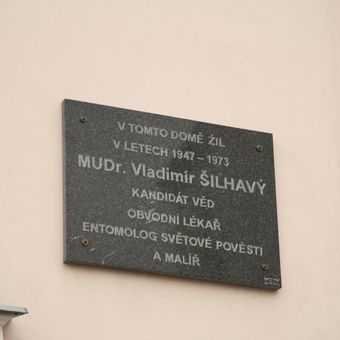 V TOMTO DOMĚ ŽIL
V LETECH 1947 – 1973
MUDr. Vladimír ŠILHAVÝ
KANDIDÁT VĚD
OBVODNÍ LÉKAŘ
ENTOMOLOG SVĚTOVÉ POVĚSTI
A MALÍŘ